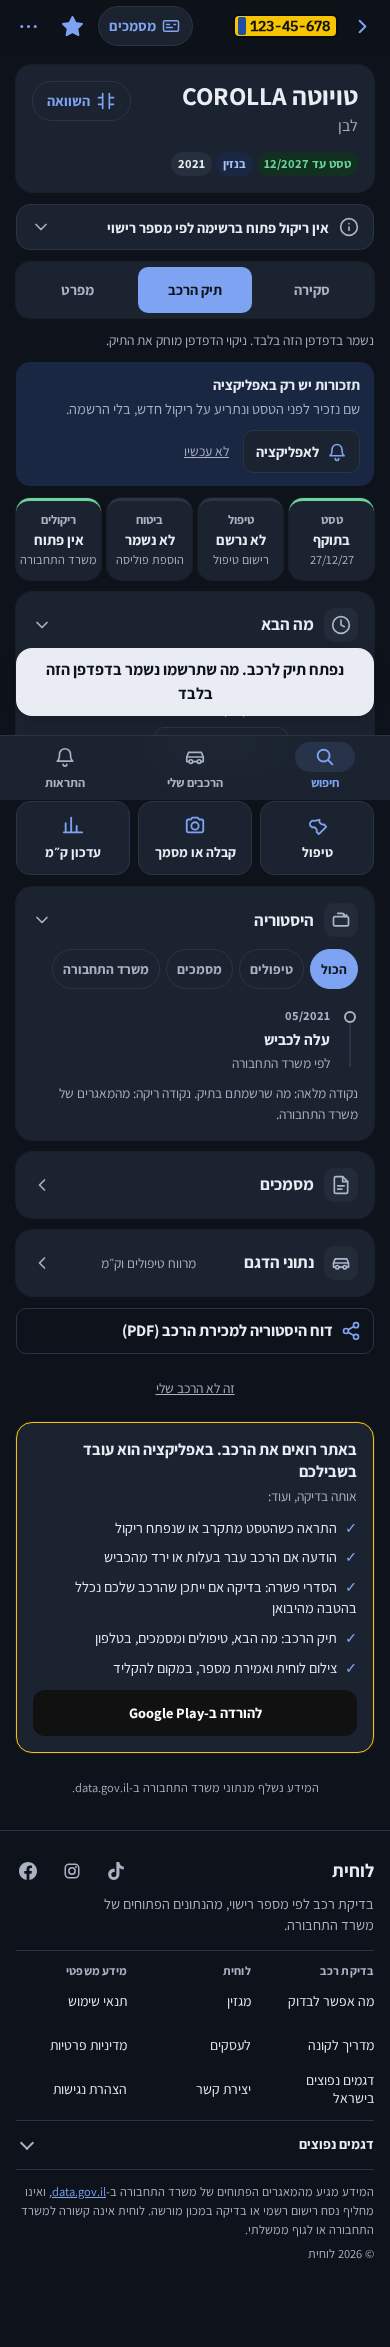 123-45-678
מסמכים
טויוטה COROLLA
השוואה
לבן
טסט עד 12/2027
בנזין
2021
אין ריקול פתוח ברשימה לפי מספר רישוי
סקירה
תיק הרכב
מפרט
נשמר בדפדפן הזה בלבד. ניקוי הדפדפן מוחק את התיק.
תזכורות יש רק באפליקציה
שם נזכיר לפני הטסט ונתריע על ריקול חדש, בלי הרשמה.
לאפליקציה
לא עכשיו
טסט
בתוקף
27/12/27
טיפול
לא נרשם
רישום טיפול
ביטוח
לא נשמר
הוספת פוליסה
ריקולים
אין פתוח
משרד התחבורה
מה הבא
נפתח תיק לרכב. מה שתרשמו נשמר בדפדפן הזה
בלבד
חיפוש
הרכבים שלי
התראות
טיפול
קבלה או מסמך
עדכון ק״מ
היסטוריה
הכול
טיפולים
מסמכים
משרד התחבורה
05/2021
עלה לכביש
לפי משרד התחבורה
נקודה מלאה: מה שרשמתם בתיק. נקודה ריקה: מהמאגרים של
משרד התחבורה.
מסמכים
נתוני הדגם
מרווח טיפולים וק״מ
דוח היסטוריה למכירת הרכב (PDF)
זה לא הרכב שלי
באתר רואים את הרכב. באפליקציה הוא עובד
בשבילכם
אותה בדיקה, ועוד:
✓ התראה כשהטסט מתקרב או שנפתח ריקול
✓ הודעה אם הרכב עבר בעלות או ירד מהכביש
✓ הסדרי פשרה: בדיקה אם ייתכן שהרכב שלכם נכלל
בהטבה מהיבואן
✓ תיק הרכב: מה הבא, טיפולים ומסמכים, בטלפון
✓ צילום לוחית ואמירת מספר, במקום להקליד
להורדה ב-Google Play
המידע נשלף מנתוני משרד התחבורה ב-data.gov.il.
לוחית
בדיקת רכב לפי מספר רישוי, מהנתונים הפתוחים של
משרד התחבורה.
בדיקת רכב
לוחית
מידע משפטי
מה אפשר לבדוק
מגזין
תנאי שימוש
מדריך לקונה
לעסקים
מדיניות פרטיות
דגמים נפוצים
בישראל
יצירת קשר
הצהרת נגישות
דגמים נפוצים
המידע מגיע מהמאגרים הפתוחים של משרד התחבורה ב-data.gov.il, ואינו
מחליף נסח רישום רשמי או בדיקה במכון מורשה. לוחית אינה קשורה למשרד
התחבורה או לגוף ממשלתי.
© 2026 לוחית